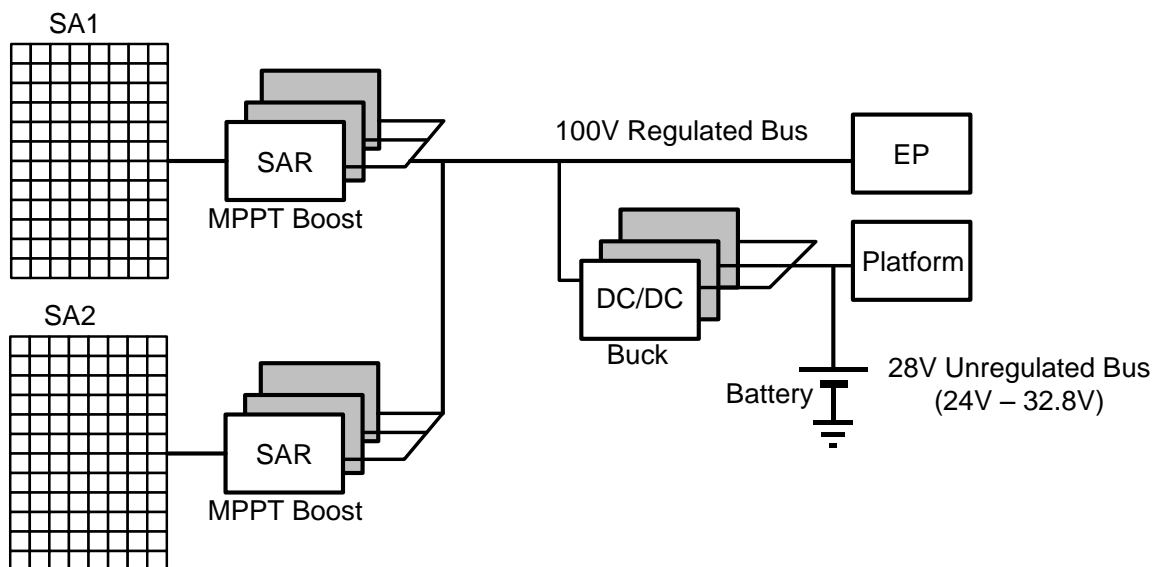 SA1
SAR
MPPT Boost
100V Regulated Bus
EP
DC/DC
Buck
Platform
Battery
28V Unregulated Bus
(24V – 32.8V)
SA2
SAR
MPPT Boost